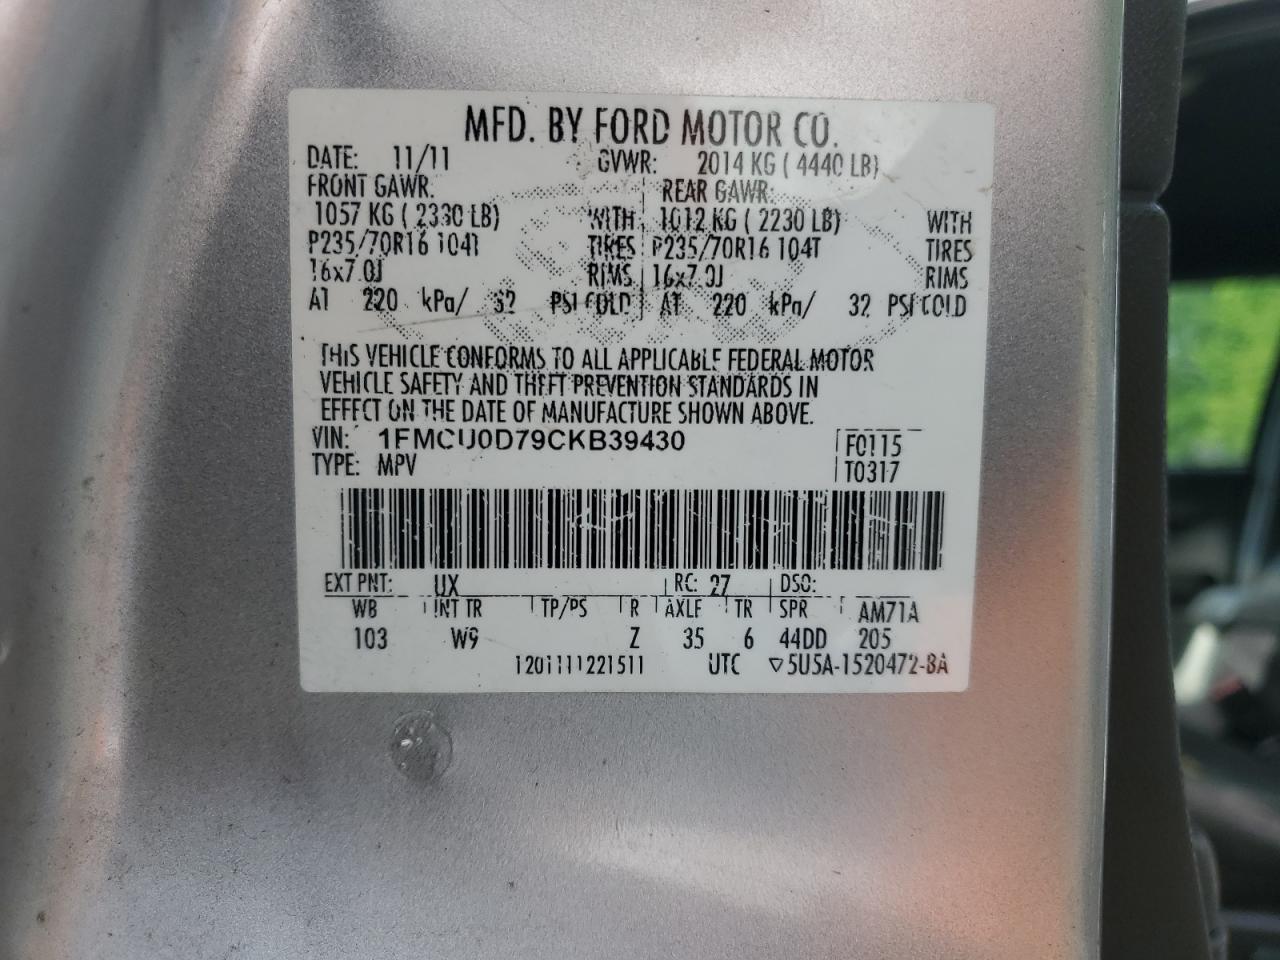 MFD. BY FORD MOTOR CO.
DATE: 11/11 GVWR: 2014 KG ( 4440 LB)
FRONT GAWR: REAR GAWR:
1057 KG ( 2330 LB) WITH 1012 KG ( 2230 LB) WITH
P235/70R16 104T TIRES P235/70R16 104T TIRES
16x7.0J RIMS 16x7.0J RIMS
AT 220 kPa/ 32 PSI COLD AT 220 kPa/ 32 PSI COLD
THIS VEHICLE CONFORMS TO ALL APPLICABLE FEDERAL MOTOR
VEHICLE SAFETY AND THEFT PREVENTION STANDARDS IN
EFFECT ON THE DATE OF MANUFACTURE SHOWN ABOVE.
VIN: 1FMCU0D79CKB39430 F0115
TYPE: MPV T0317
EXT PNT: UX RC: 27 DSO:
WB INT TR TP/PS R AXLE TR SPR AM71A
103 W9 Z 35 6 44DD 205
1201111221511 UTC ▽5U5A-1520472-BA